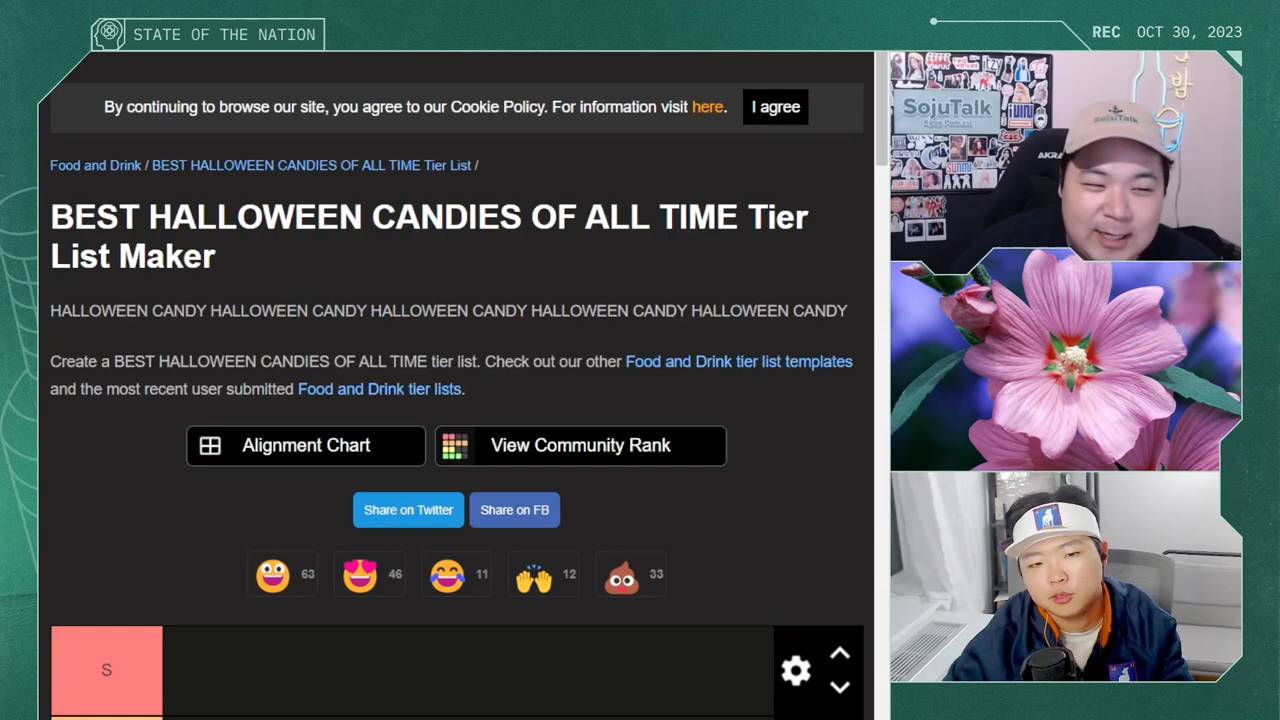 STATE OF THE NATION
REC OCT 30, 2023
By continuing to browse our site, you agree to our Cookie Policy. For information visit here.
I agree
Food and Drink / BEST HALLOWEEN CANDIES OF ALL TIME Tier List /
BEST HALLOWEEN CANDIES OF ALL TIME Tier
List Maker
HALLOWEEN CANDY HALLOWEEN CANDY HALLOWEEN CANDY HALLOWEEN CANDY HALLOWEEN CANDY
Create a BEST HALLOWEEN CANDIES OF ALL TIME tier list. Check out our other Food and Drink tier list templates
and the most recent user submitted Food and Drink tier lists.
Alignment Chart
View Community Rank
Share on Twitter
Share on FB
63
46
11
12
33
S
SojuTalk
Kpop Podcast
SojuTalk